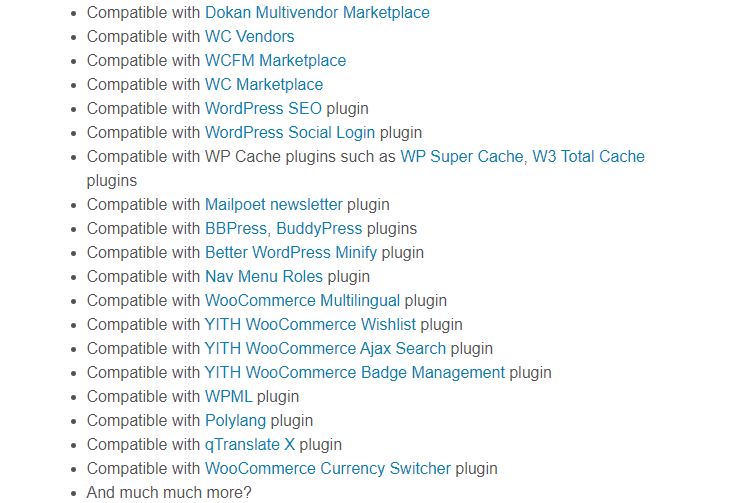 Compatible with Dokan Multivendor Marketplace
Compatible with WC Vendors
Compatible with WCFM Marketplace
Compatible with WC Marketplace
Compatible with WordPress SEO plugin
Compatible with WordPress Social Login plugin
Compatible with WP Cache plugins such as WP Super Cache, W3 Total Cache
plugins
Compatible with Mailpoet newsletter plugin
Compatible with BBPress, BuddyPress plugins
Compatible with Better WordPress Minify plugin
Compatible with Nav Menu Roles plugin
Compatible with WooCommerce Multilingual plugin
Compatible with YITH WooCommerce Wishlist plugin
Compatible with YITH WooCommerce Ajax Search plugin
Compatible with YITH WooCommerce Badge Management plugin
Compatible with WPML plugin
Compatible with Polylang plugin
Compatible with qTranslate X plugin
Compatible with WooCommerce Currency Switcher plugin
And much much more?